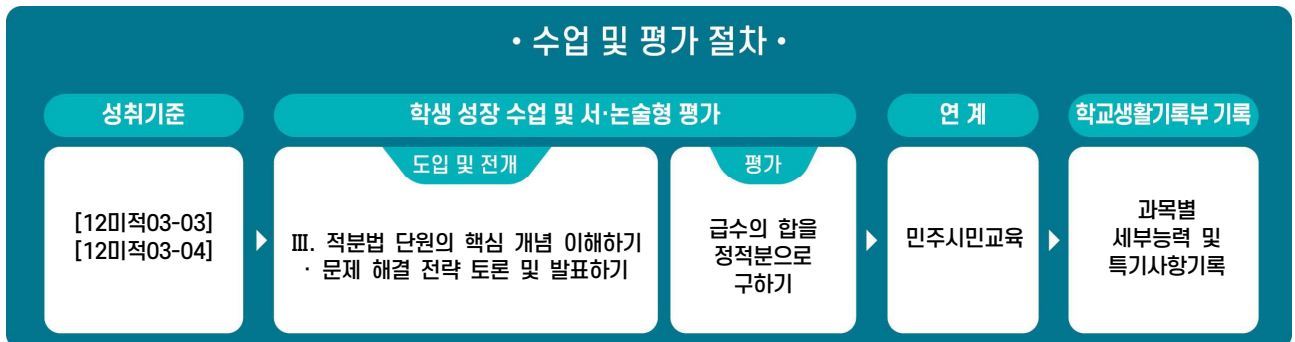 • 수업 및 평가 절차 •
성취기준
학생 성장 수업 및 서·논술형 평가
연 계
학교생활기록부 기록
도입 및 전개
평가
[12미적03-03]
[12미적03-04]
Ⅲ. 적분법 단원의 핵심 개념 이해하기
· 문제 해결 전략 토론 및 발표하기
급수의 합을
정적분으로
구하기
민주시민교육
과목별
세부능력 및
특기사항기록